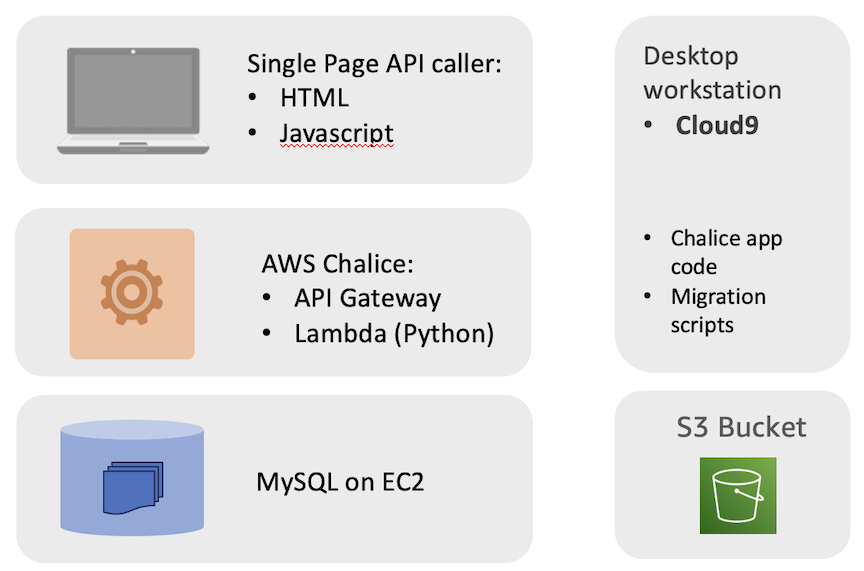 Single Page API caller:
• HTML
• Javascript
AWS Chalice:
• API Gateway
• Lambda (Python)
MySQL on EC2
Desktop
workstation
• Cloud9
• Chalice app
code
• Migration
scripts
S3 Bucket